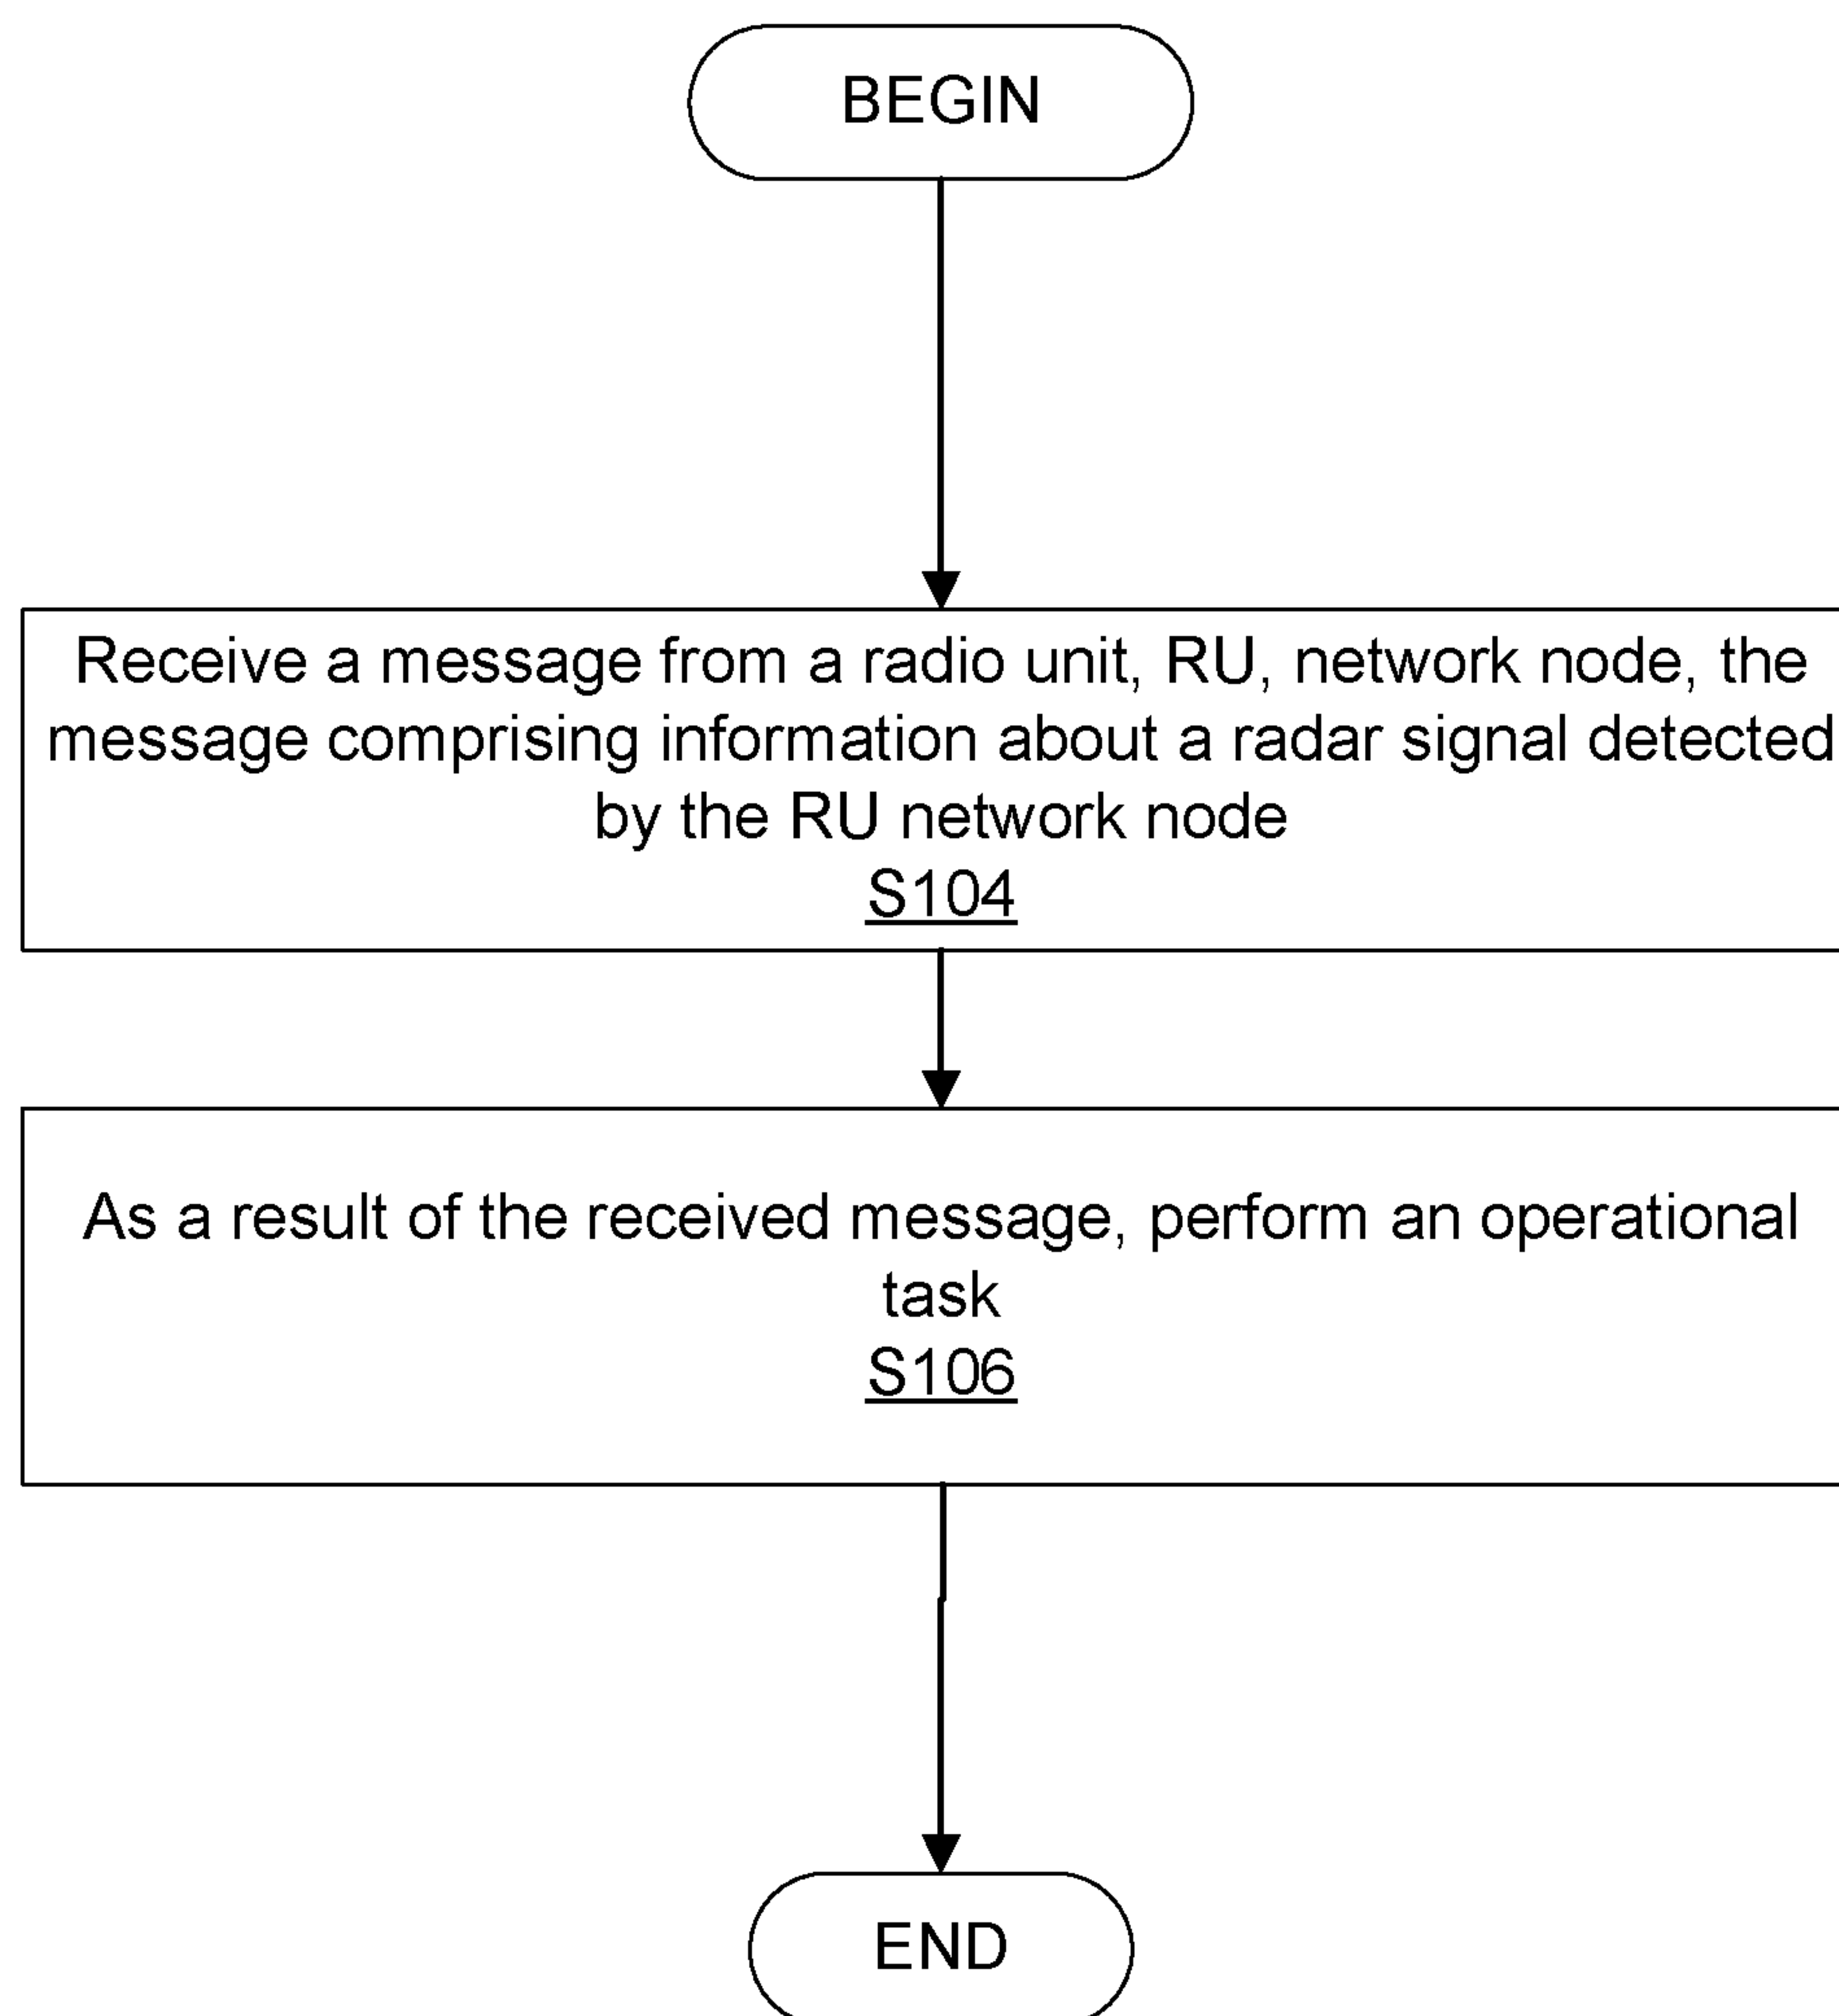 BEGIN
Receive a message from a radio unit, RU, network node, the
message comprising information about a radar signal detected
by the RU network node
S104
As a result of the received message, perform an operational
task
S106
END